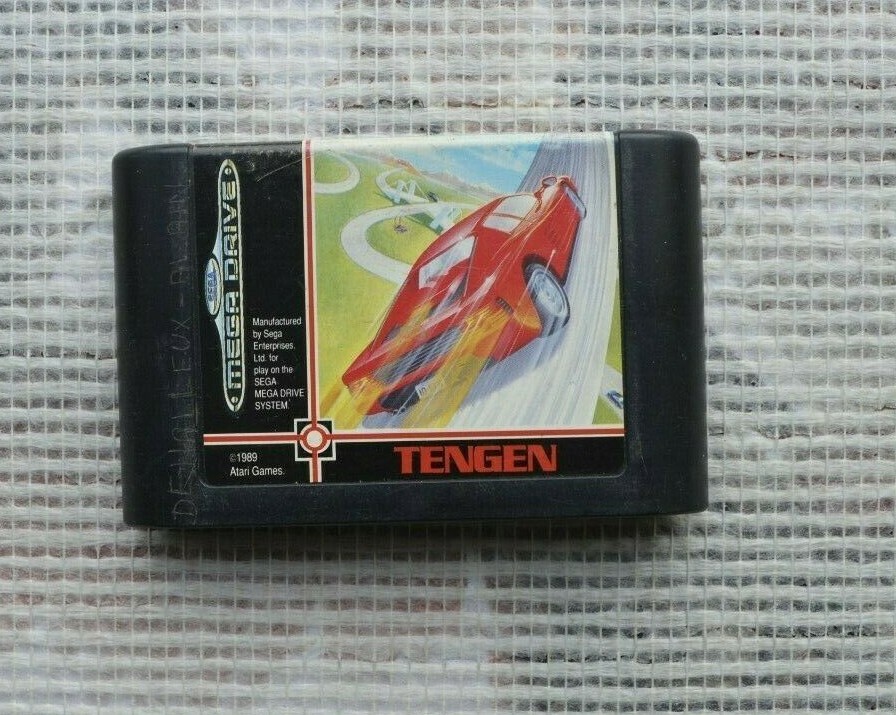 MEGA DRIVE
SEGA
Manufactured
by Sega
Enterprises,
Ltd. for
play on the
SEGA
MEGA DRIVE
SYSTEM.
©1989
Atari Games.
TENGEN